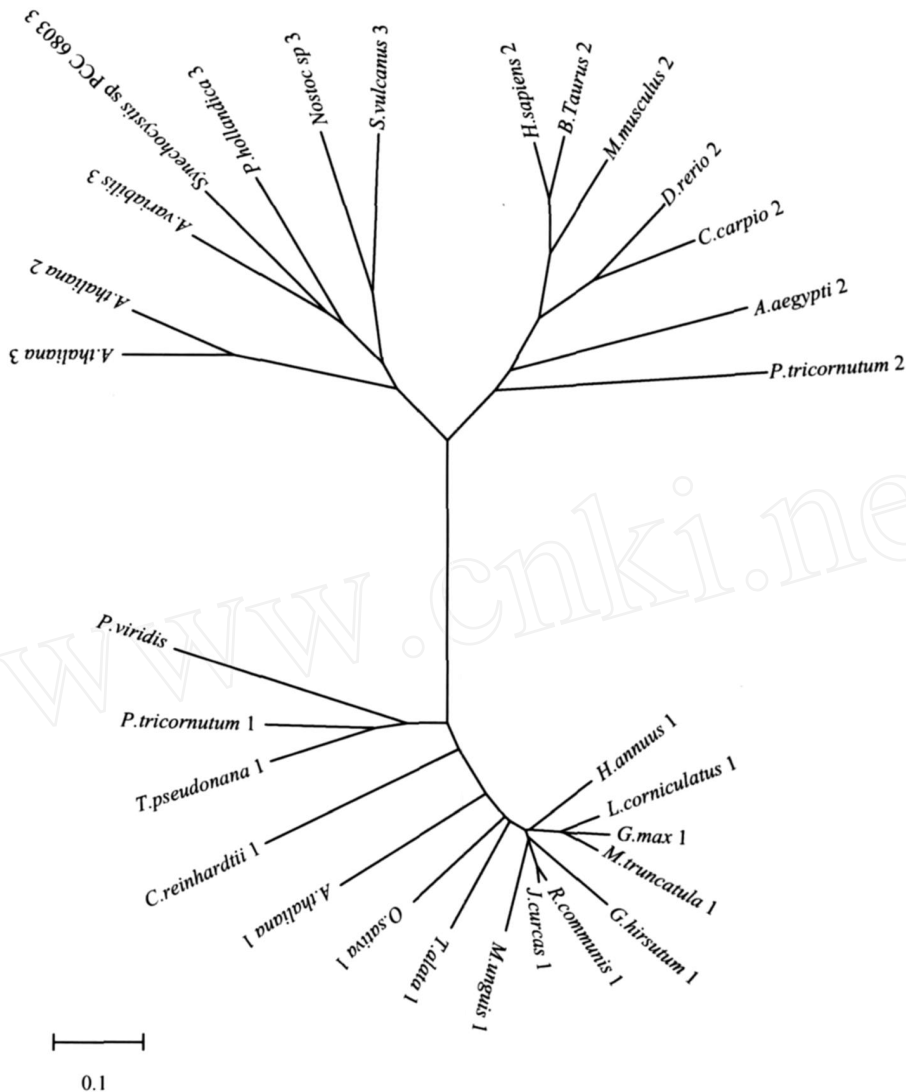 Synechocystis sp PCC 6803 3
P.hollandica 3
Nostoc sp 3
S.vulcanus 3
H.sapiens 2
B.Taurus 2
M.musculus 2
D.rerio 2
C.carpio 2
A.aegypti 2
P.tricornutum 2
A.variabilis 3
A.thaliana 2
A.thaliana 3
www.cnki.ne
P.viridis
P.tricornutum 1
T.pseudonana 1
C.reinhardtii 1
A.thaliana 1
O.sativa 1
T.alata 1
M.unguis 1
J.curcas 1
R.communis 1
G.hirsutum 1
M.truncatula 1
G.max 1
L.corniculatus 1
H.annuus 1
0.1